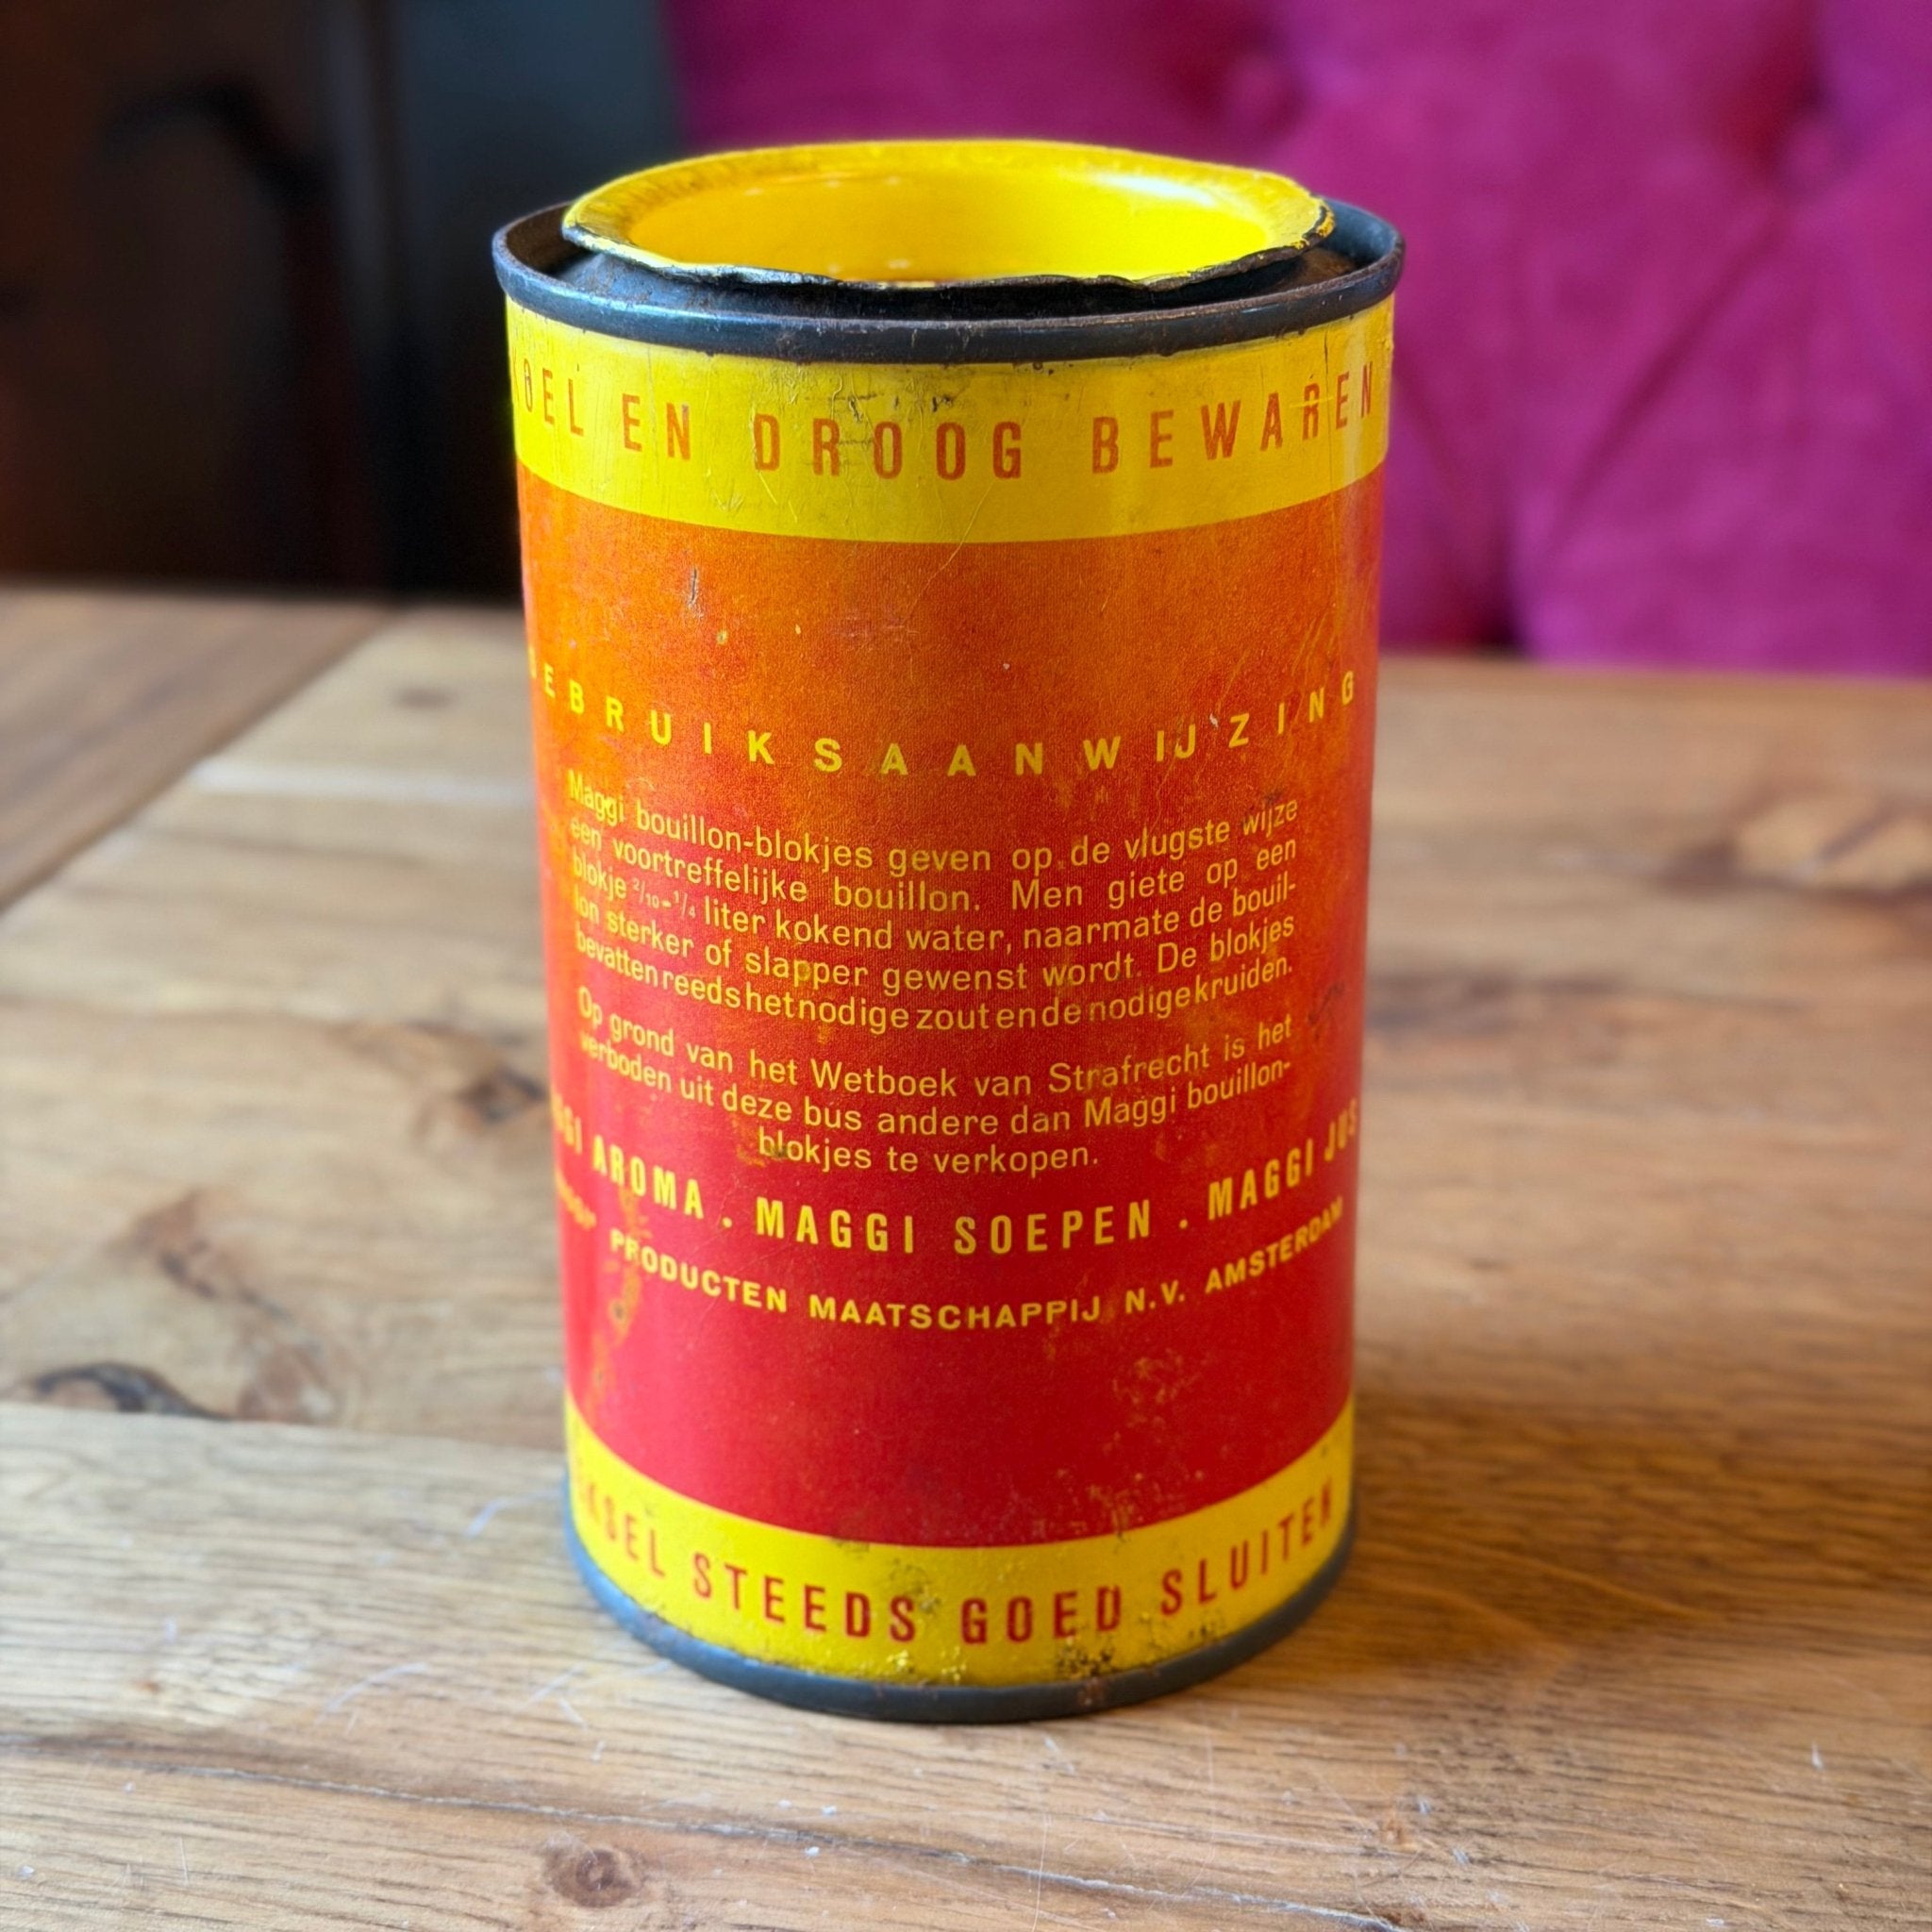 EN DROOG BEWAREN
GEBRUIKSAANWIJZING
Maggi bouillon-blokjes geven op de vlugste wijze
een voortreffelijke bouillon. Men giete op een
blokje 2/10-1/4 liter kokend water, naarmate de bouil-
lon sterker of slapper gewenst wordt. De blokjes
bevatten reeds het nodige zout en de nodige kruiden.
Op grond van het Wetboek van Strafrecht is het
verboden uit deze bus andere dan Maggi bouillon-
blokjes te verkopen.
AROMA . MAGGI SOEPEN . MAGGI JUS
PRODUCTEN MAATSCHAPPIJ N.V. AMSTERDAM
STEEDS GOED SLUITEN